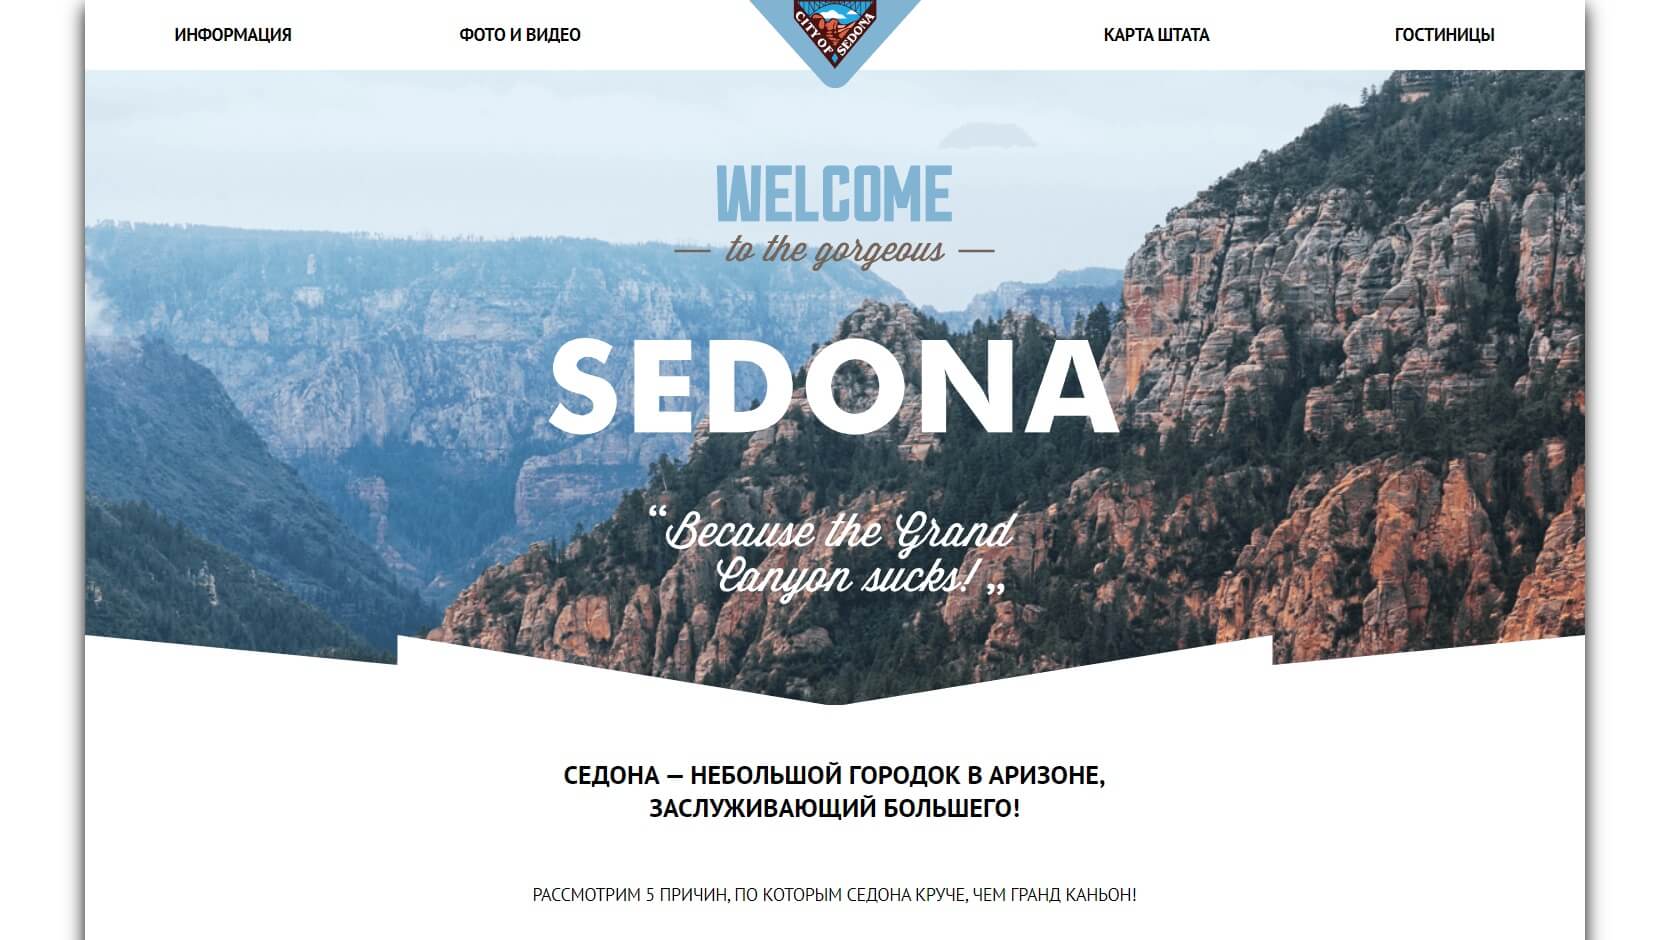 ИНФОРМАЦИЯ
ФОТО И ВИДЕО
CITY OF SEDONA
КАРТА ШТАТА
ГОСТИНИЦЫ
WELCOME
— to the gorgeous —
SEDONA
“Because the Grand
Canyon sucks!„
СЕДОНА — НЕБОЛЬШОЙ ГОРОДОК В АРИЗОНЕ,
ЗАСЛУЖИВАЮЩИЙ БОЛЬШЕГО!
РАССМОТРИМ 5 ПРИЧИН, ПО КОТОРЫМ СЕДОНА КРУЧЕ, ЧЕМ ГРАНД КАНЬОН!